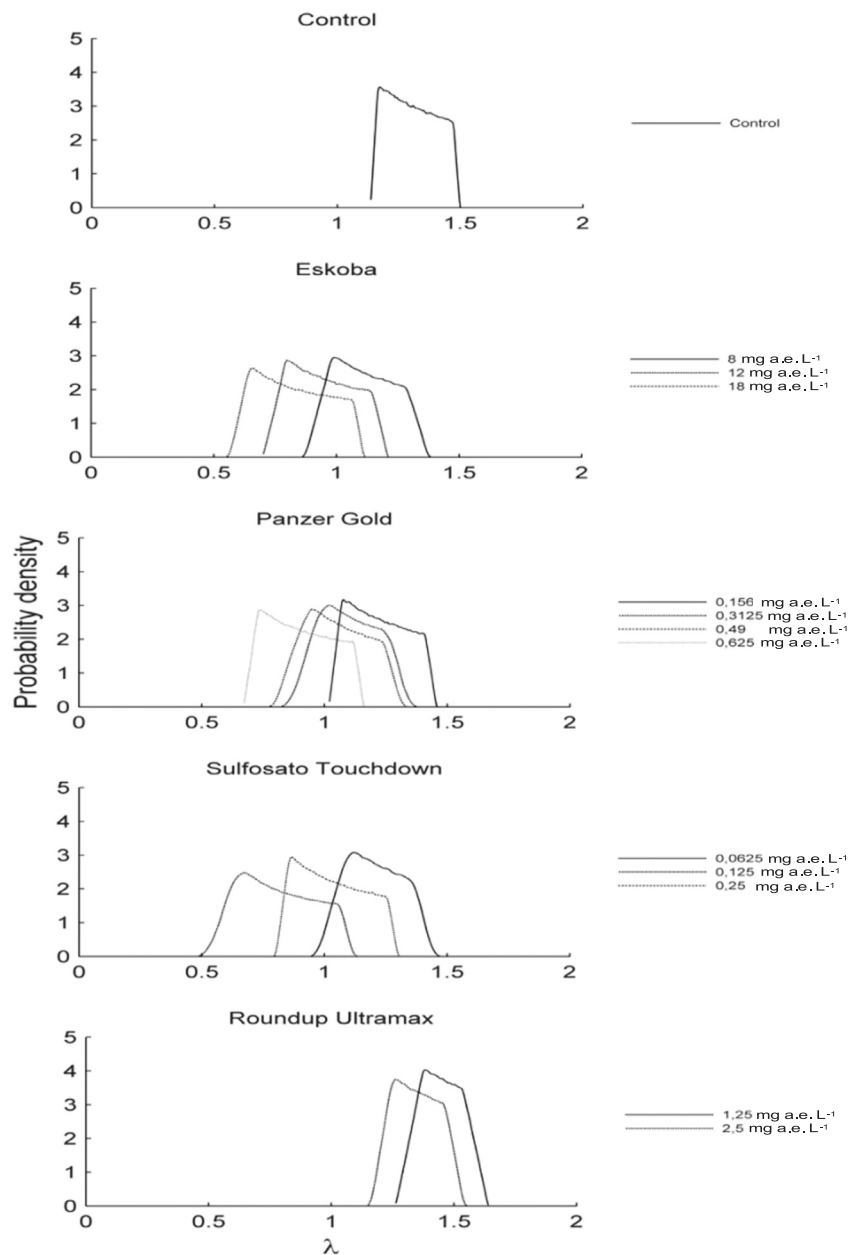 Control
5
4
3
2
1
0
0 0.5 1 1.5 2
Control
Eskoba
5
4
3
2
1
0
0 0.5 1 1.5 2
8 mg a.e. L-1
12 mg a.e. L-1
18 mg a.e. L-1
Probability density
Panzer Gold
5
4
3
2
1
0
0 0.5 1 1.5 2
0,156 mg a.e. L-1
0,3125 mg a.e. L-1
0,49 mg a.e. L-1
0,625 mg a.e. L-1
Sulfosato Touchdown
5
4
3
2
1
0
0 0.5 1 1.5 2
0,0625 mg a.e. L-1
0,125 mg a.e. L-1
0,25 mg a.e. L-1
Roundup Ultramax
5
4
3
2
1
0
0 0.5 1 1.5 2
1,25 mg a.e. L-1
2,5 mg a.e. L-1
λ